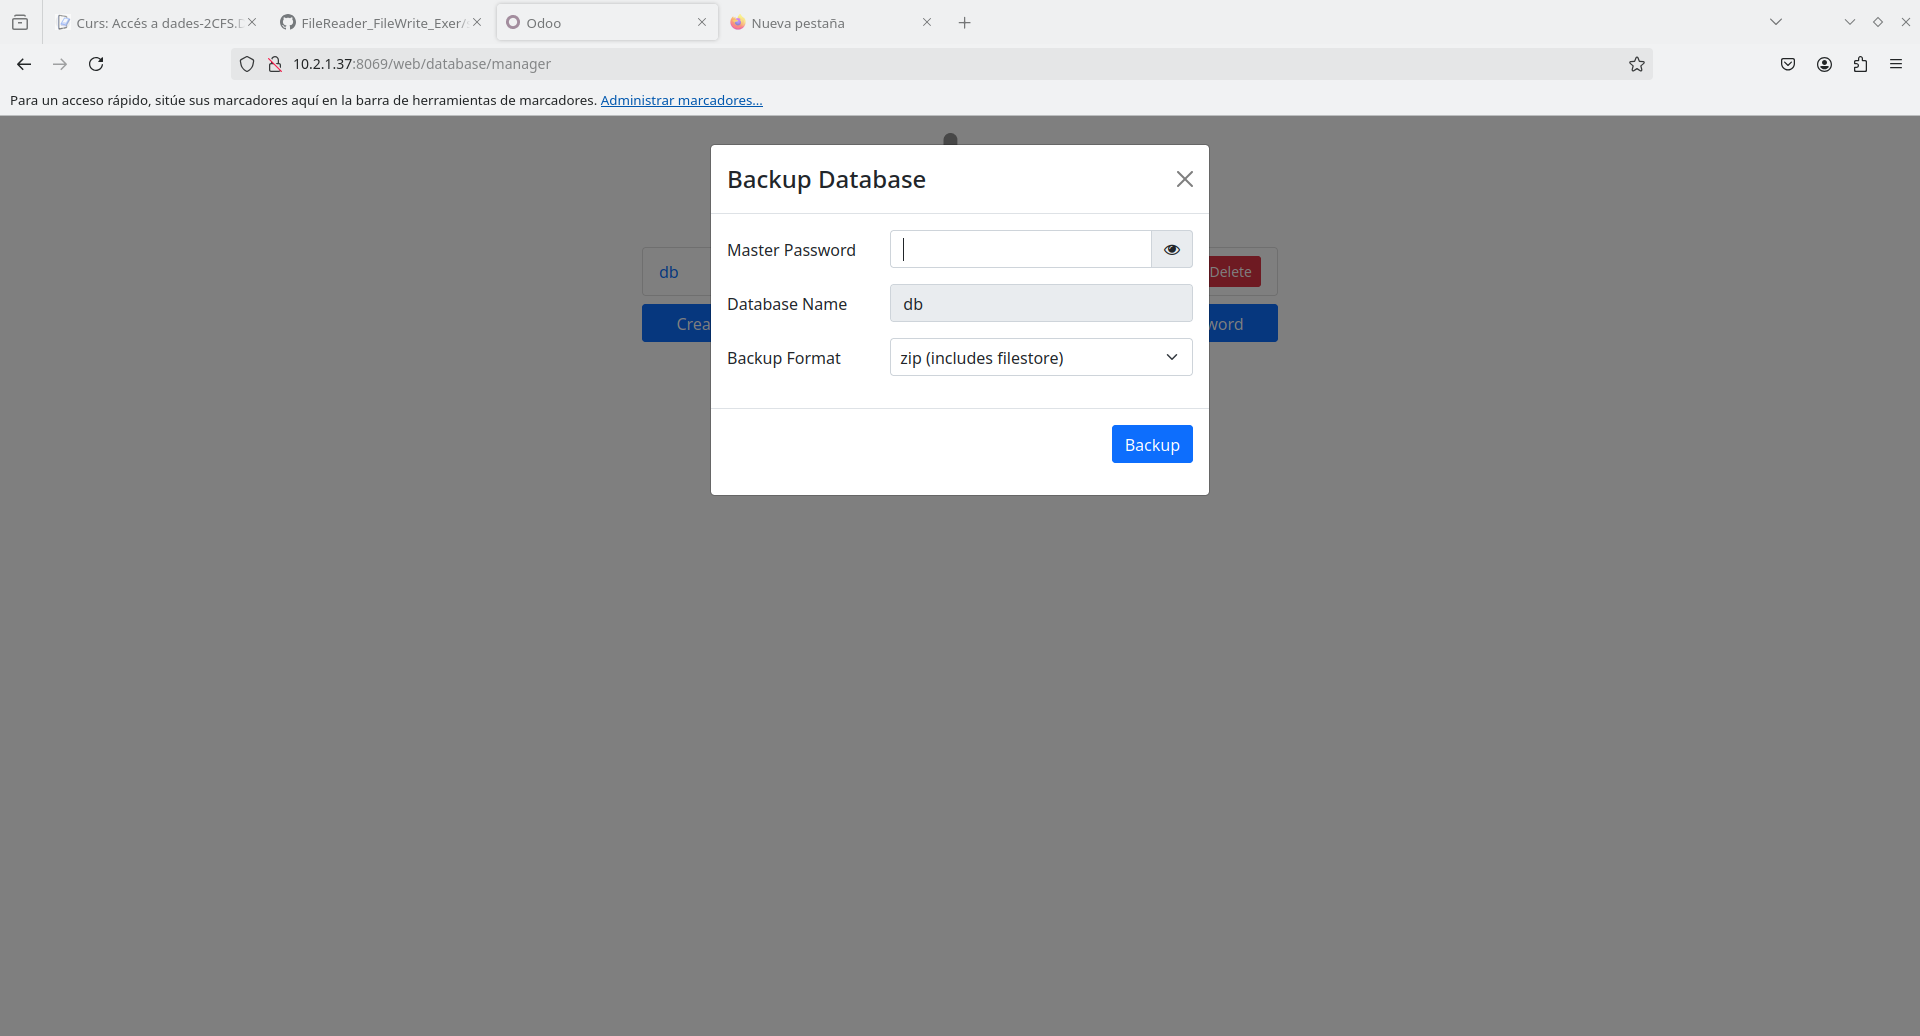 Curs: Accés a dades-2CFS.
FileReader_FileWrite_Exer/
Odoo
Nueva pestaña
10.2.1.37:8069/web/database/manager
Para un acceso rápido, sitúe sus marcadores aquí en la barra de herramientas de marcadores. Administrar marcadores...
Backup Database
Master Password
db
Delete
Database Name
db
Crea
word
Backup Format
zip (includes filestore)
Backup